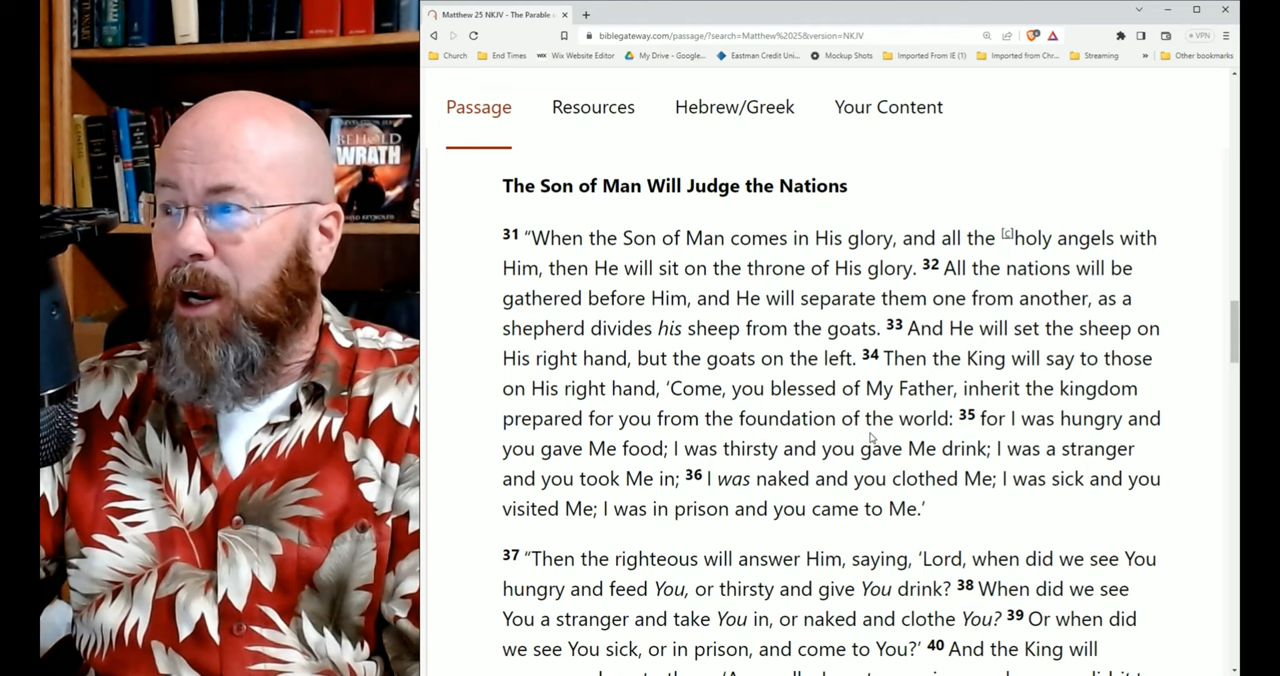 BEHOLD
WRATH
Matthew 25 NKJV - The Parable
biblegateway.com/passage/?search=Matthew%2025&version=NKJV
VPN
Church End Times WIX Wix Website Editor My Drive - Google... Eastman Credit Uni... Mockup Shots Imported From IE (1) Imported from Chr... Streaming » Other bookmarks
Passage Resources Hebrew/Greek Your Content
The Son of Man Will Judge the Nations
31 “When the Son of Man comes in His glory, and all the [c]holy angels with
Him, then He will sit on the throne of His glory. 32 All the nations will be
gathered before Him, and He will separate them one from another, as a
shepherd divides his sheep from the goats. 33 And He will set the sheep on
His right hand, but the goats on the left. 34 Then the King will say to those
on His right hand, ‘Come, you blessed of My Father, inherit the kingdom
prepared for you from the foundation of the world: 35 for I was hungry and
you gave Me food; I was thirsty and you gave Me drink; I was a stranger
and you took Me in; 36 I was naked and you clothed Me; I was sick and you
visited Me; I was in prison and you came to Me.’
37 “Then the righteous will answer Him, saying, ‘Lord, when did we see You
hungry and feed You, or thirsty and give You drink? 38 When did we see
You a stranger and take You in, or naked and clothe You? 39 Or when did
we see You sick, or in prison, and come to You?’ 40 And the King will